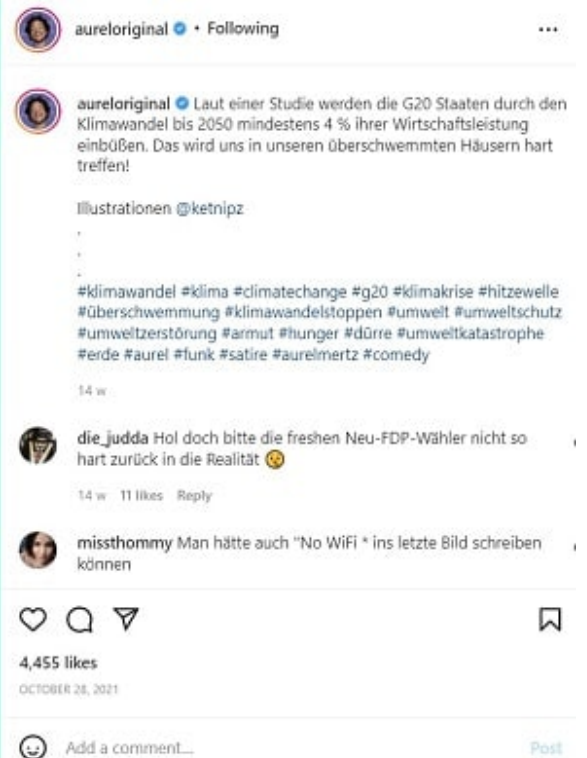 aureloriginal • Following
aureloriginal Laut einer Studie werden die G20 Staaten durch den
Klimawandel bis 2050 mindestens 4 % ihrer Wirtschaftsleistung
einbüßen. Das wird uns in unseren überschwemmten Häusern hart
treffen!
Illustrationen @ketnipz
.
.
.
#klimawandel #klima #climatechange #g20 #klimakrise #hitzewelle
#überschwemmung #klimawandelstoppen #umwelt #umweltschutz
#umweltzerstörung #armut #hunger #dürre #umweltkatastrophe
#erde #aurel #funk #satire #aurelmertz #comedy
14 w
die_judda Hol doch bitte die freshen Neu-FDP-Wähler nicht so
hart zurück in die Realität 😗
14 w 11 likes Reply
missthommy Man hätte auch "No WiFi * ins letzte Bild schreiben
können
4,455 likes
OCTOBER 28, 2021
Add a comment...
Post